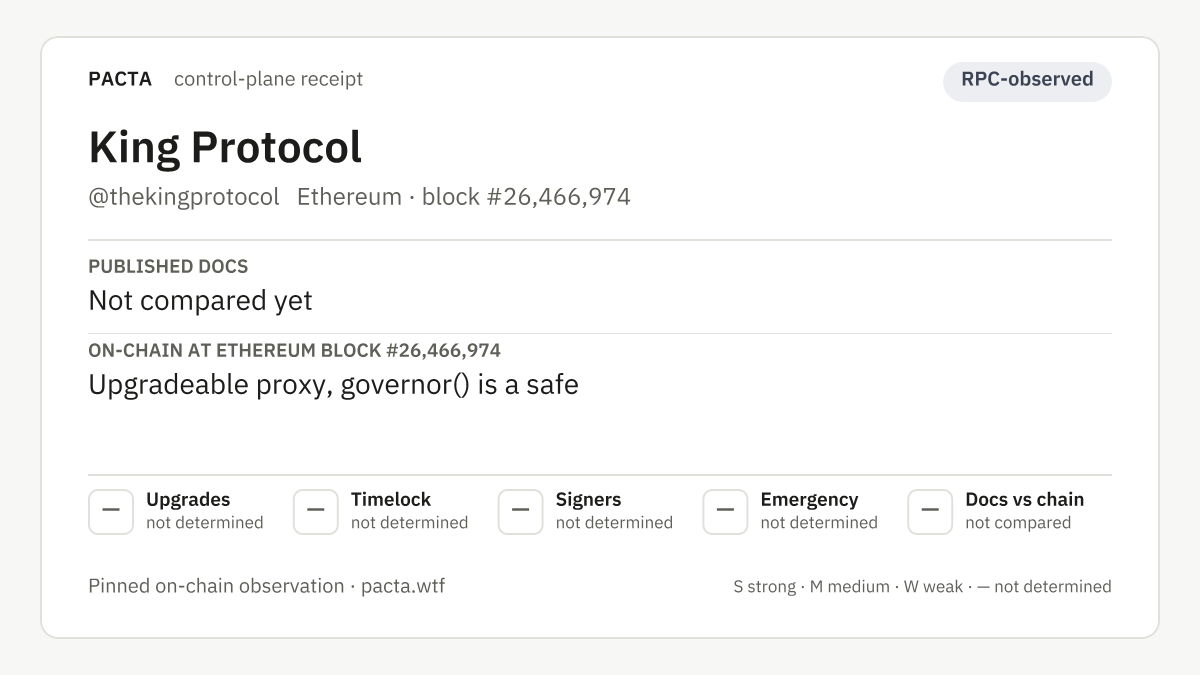 PACTA control-plane receipt RPC-observed
King Protocol
@thekingprotocol Ethereum · block #26,466,974
PUBLISHED DOCS
Not compared yet
ON-CHAIN AT ETHEREUM BLOCK #26,466,974
Upgradeable proxy, governor() is a safe
— Upgrades — Timelock — Signers — Emergency — Docs vs chain
not determined not determined not determined not determined not compared
Pinned on-chain observation · pacta.wtf S strong · M medium · W weak · — not determined